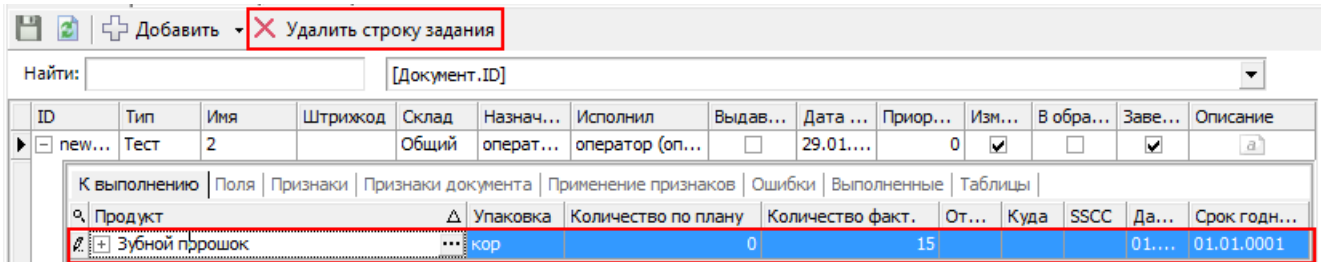 Добавить Удалить строку задания
Найти: [Документ.ID]
ID Тип Имя Штрихкод Склад Назнач... Исполнил Выдав... Дата ... Приор... Изм... В обра... Заве... Описание
new... Тест 2 Общий операт... оператор (оп... 29.01.... 0 a
К выполнению Поля Признаки Признаки документа Применение признаков Ошибки Выполненные Таблицы
Продукт Упаковка Количество по плану Количество факт. От... Куда SSCC Да... Срок годн...
Зубной порошок ... кор 0 15 01.... 01.01.0001